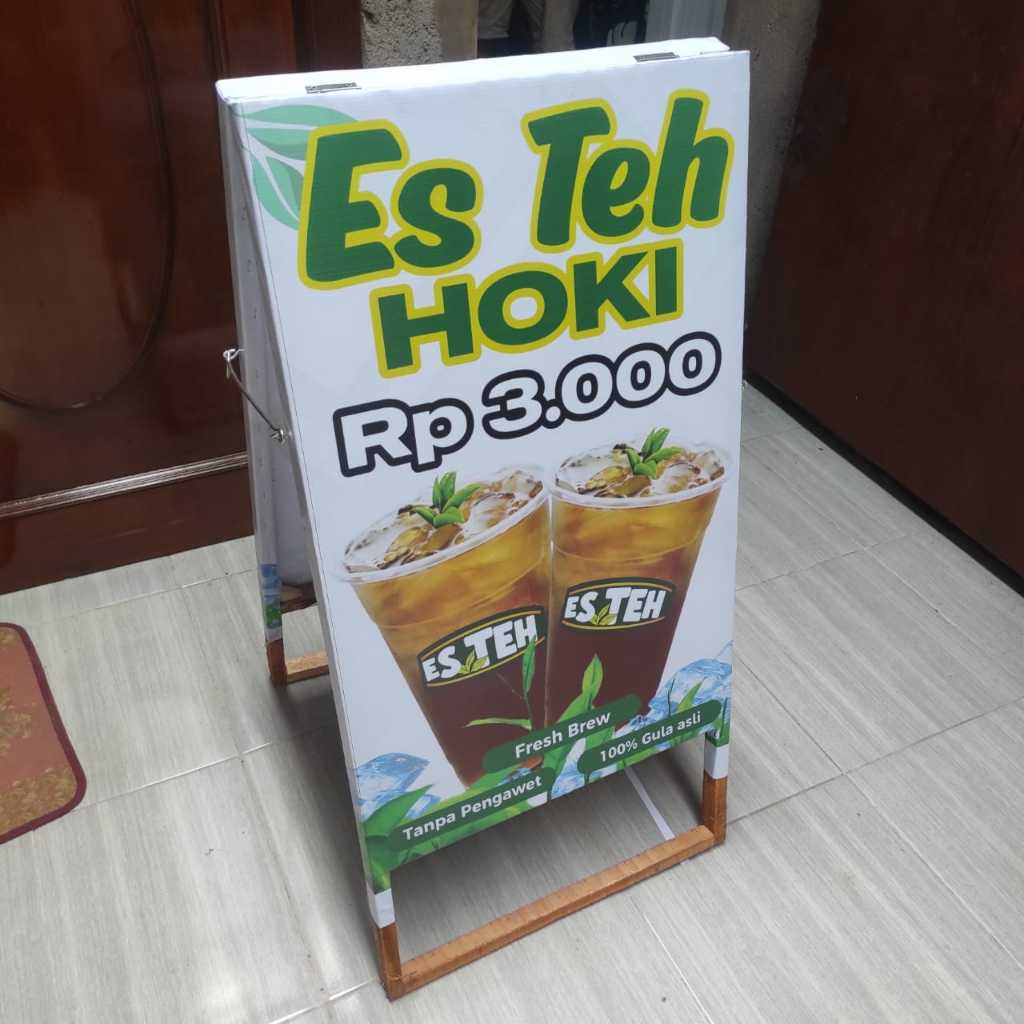 Es Teh
HOKI
Rp 3.000
ES TEH
ES TEH
Fresh Brew
100% Gula asli
Tanpa Pengawet